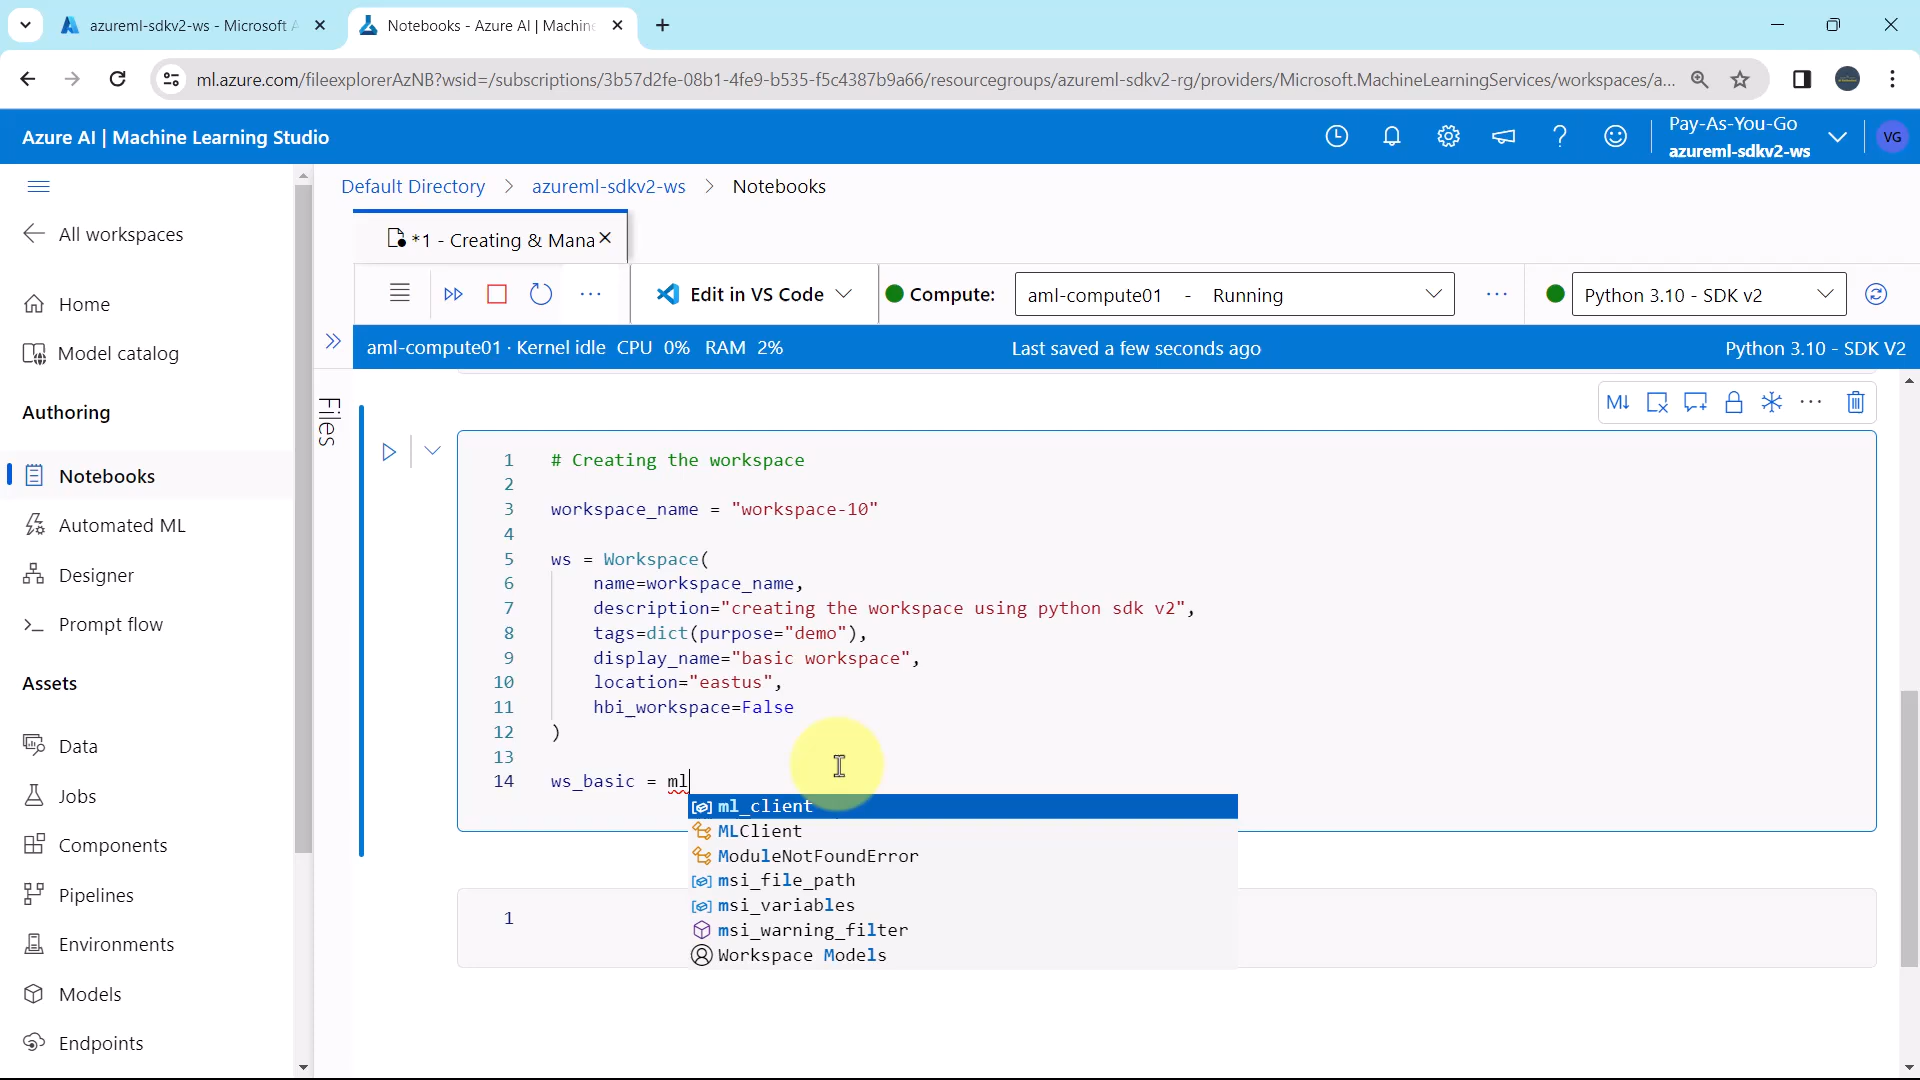 azureml-sdkv2-ws - Microsoft A
Notebooks - Azure AI | Machine
ml.azure.com/fileexplorerAzNB?wsid=/subscriptions/3b57d2fe-08b1-4fe9-b535-f5c4387b9a66/resourcegroups/azureml-sdkv2-rg/providers/Microsoft.MachineLearningServices/workspaces/a...
Azure AI | Machine Learning Studio
Pay-As-You-Go
azureml-sdkv2-ws
VG
All workspaces
Home
Model catalog
Authoring
Notebooks
Automated ML
Designer
Prompt flow
Assets
Data
Jobs
Components
Pipelines
Environments
Models
Endpoints
Default Directory > azureml-sdkv2-ws > Notebooks
*1 - Creating & Mana
Edit in VS Code
Compute:
aml-compute01 - Running
Python 3.10 - SDK v2
aml-compute01 · Kernel idle CPU 0% RAM 2%
Last saved a few seconds ago
Python 3.10 - SDK V2
Files
M↓
1 # Creating the workspace
2
3 workspace_name = "workspace-10"
4
5 ws = Workspace(
6 name=workspace_name,
7 description="creating the workspace using python sdk v2",
8 tags=dict(purpose="demo"),
9 display_name="basic workspace",
10 location="eastus",
11 hbi_workspace=False
12 )
13
14 ws_basic = ml
ml_client
MLClient
ModuleNotFoundError
msi_file_path
msi_variables
msi_warning_filter
Workspace Models
1